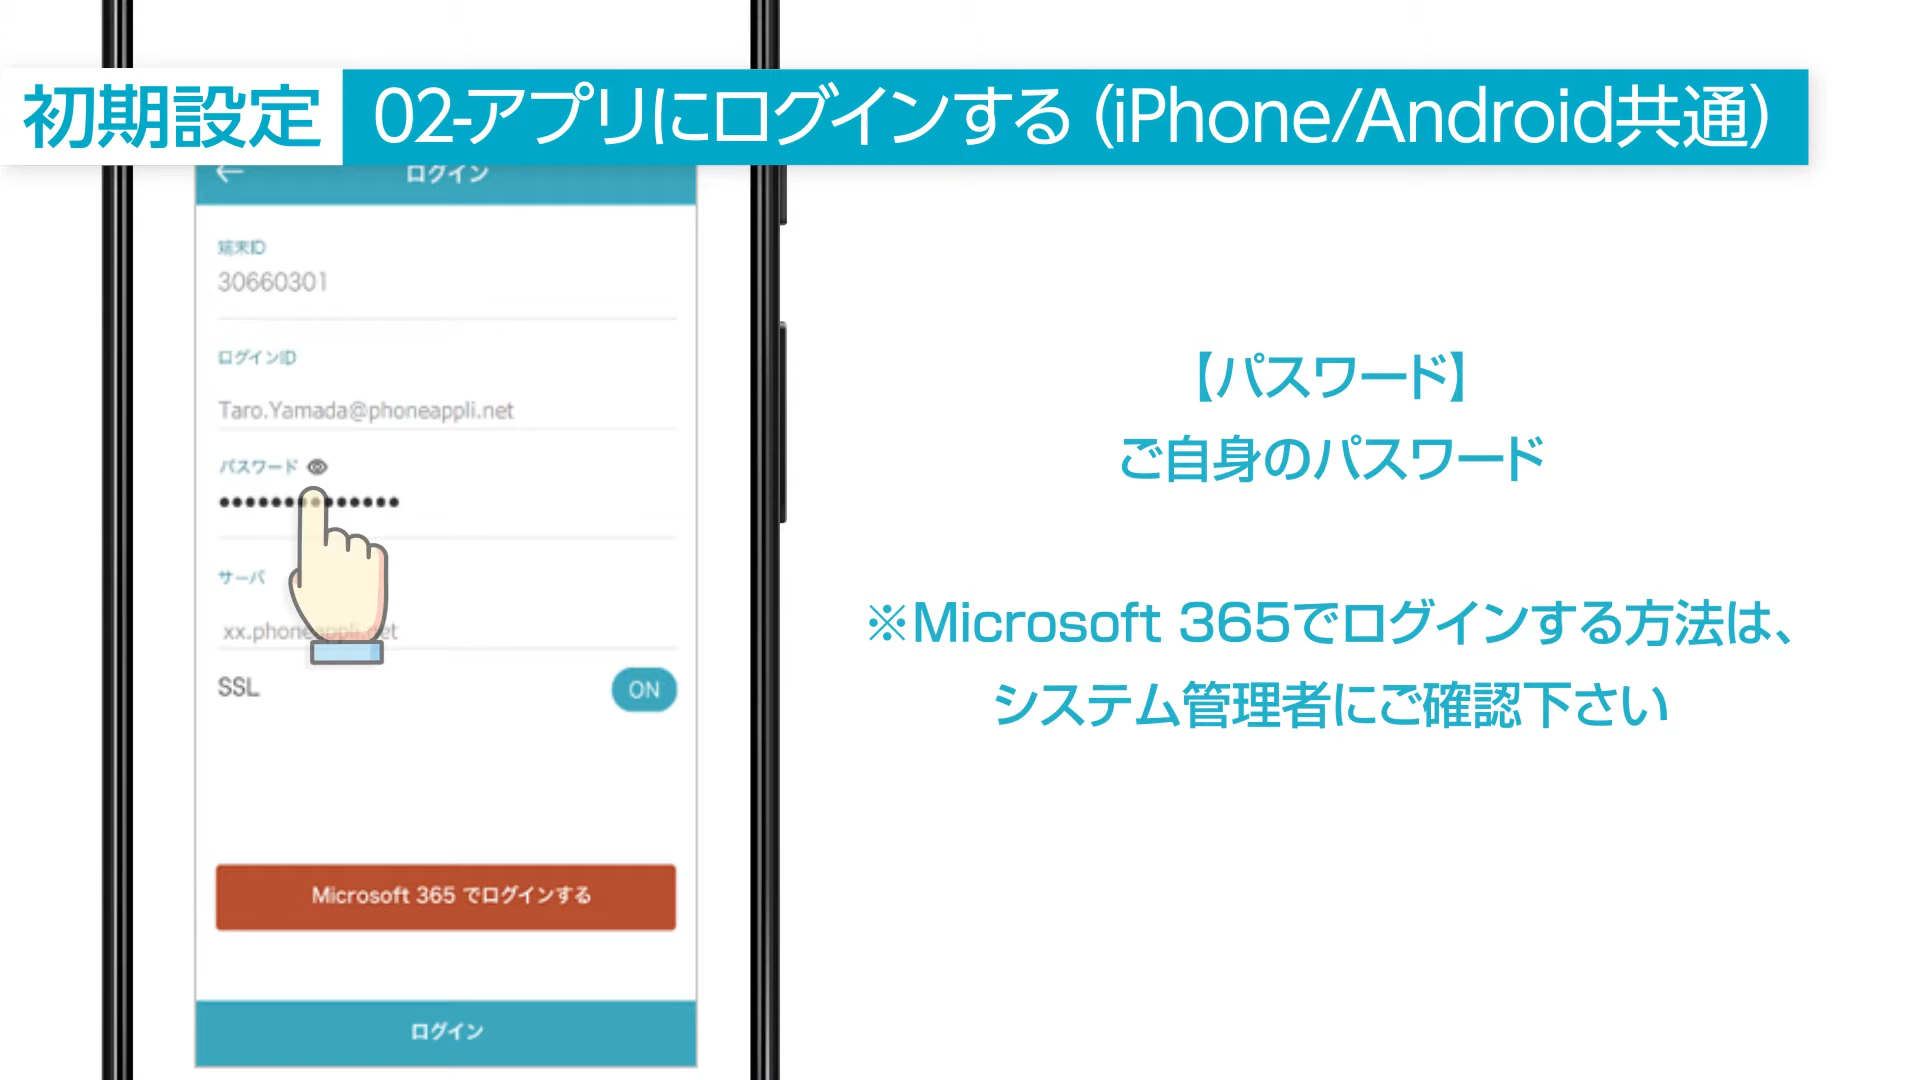 初期設定
02-アプリにログインする（iPhone/Android共通）
ログイン
端末ID
30660301
ログインID
Taro.Yamada@phoneappli.net
パスワード
サーバ
xx.phoneappli.net
SSL
ON
Microsoft 365 でログインする
ログイン
【パスワード】
ご自身のパスワード
※Microsoft 365でログインする方法は、
システム管理者にご確認下さい